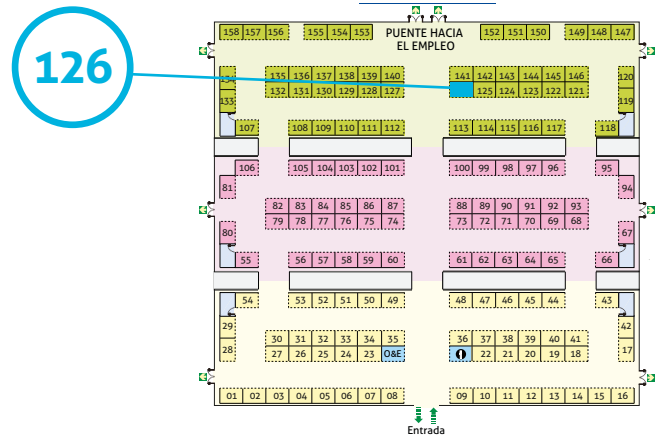 158 157 156 155 154 153 PUENTE HACIA 152 151 150 149 148 147
EL EMPLEO
126
134 135 136 137 138 139 140 141 142 143 144 145 146 120
133 132 131 130 129 128 127 125 124 123 122 121 119
107 108 109 110 111 112 113 114 115 116 117 118
106 105 104 103 102 101 100 99 98 97 96 95
81 94
82 83 84 85 86 87 88 89 90 91 92 93
79 78 77 76 75 74 73 72 71 70 69 68
80 67
55 56 57 58 59 60 61 62 63 64 65 66
54 53 52 51 50 49 48 47 46 45 44 43
29 42
30 31 32 33 34 35 36 37 38 39 40 41
28 27 26 25 24 23 O&E 22 21 20 19 18 17
01 02 03 04 05 06 07 08 09 10 11 12 13 14 15 16
Entrada